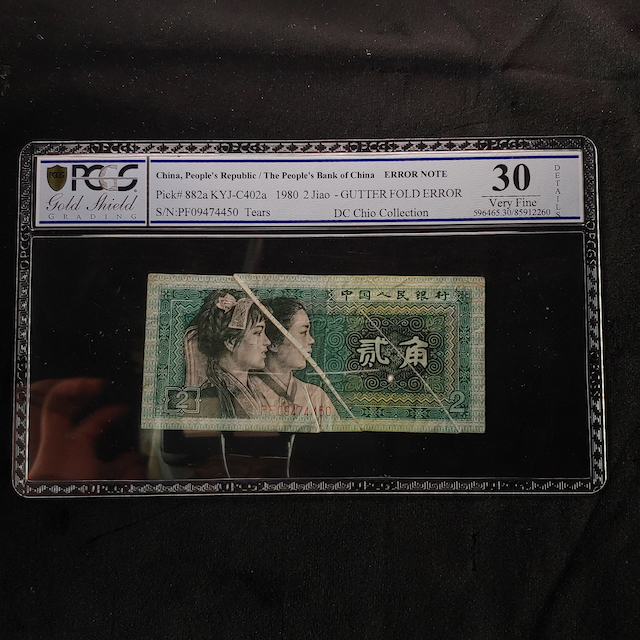 PCGS
Gold Shield
GRADING
China, People's Republic / The People's Bank of China ERROR NOTE
Pick# 882a KYJ-C402a 1980 2 Jiao - GUTTER FOLD ERROR
S/N:PF09474450 Tears DC Chio Collection
30
Very Fine
596465.30/85912260
DETAILS
中国人民银行
贰角
2
PF09474450
2